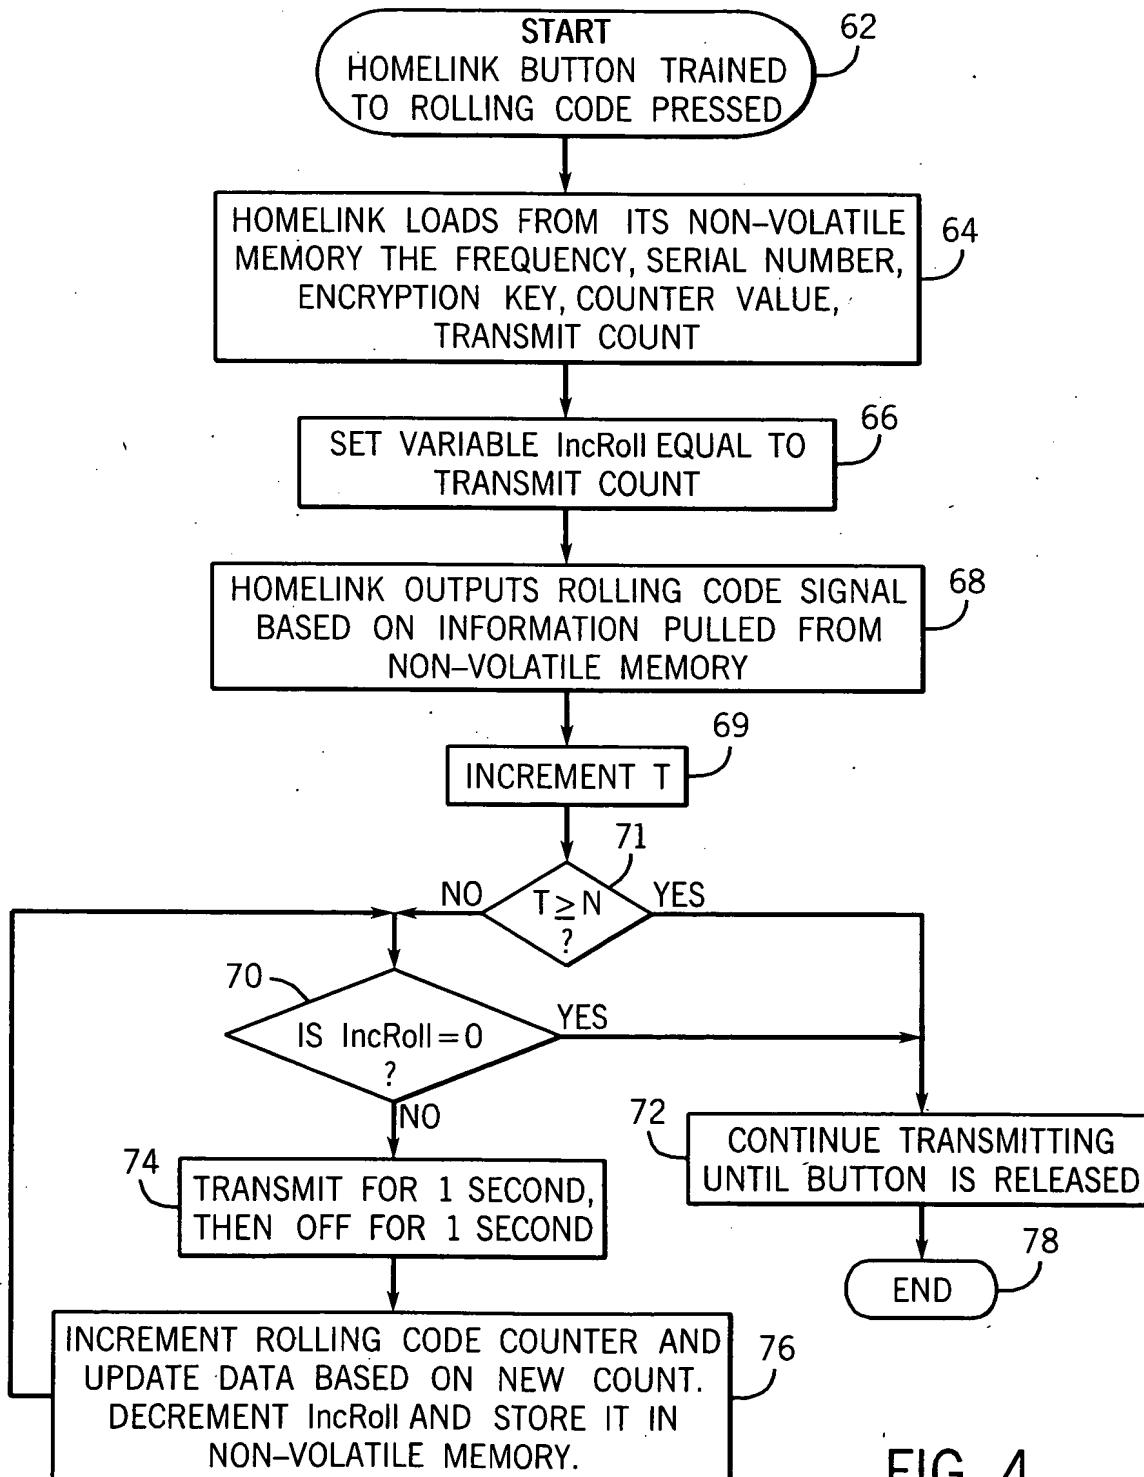 START
HOMELINK BUTTON TRAINED
TO ROLLING CODE PRESSED
62
HOMELINK LOADS FROM ITS NON-VOLATILE
MEMORY THE FREQUENCY, SERIAL NUMBER,
ENCRYPTION KEY, COUNTER VALUE,
TRANSMIT COUNT
64
SET VARIABLE IncRoll EQUAL TO
TRANSMIT COUNT
66
HOMELINK OUTPUTS ROLLING CODE SIGNAL
BASED ON INFORMATION PULLED FROM
NON-VOLATILE MEMORY
68
INCREMENT T
69
71
NO
T ≥ N
?
YES
70
IS IncRoll = 0
?
YES
NO
74
TRANSMIT FOR 1 SECOND,
THEN OFF FOR 1 SECOND
72
CONTINUE TRANSMITTING
UNTIL BUTTON IS RELEASED
78
END
INCREMENT ROLLING CODE COUNTER AND
UPDATE DATA BASED ON NEW COUNT.
DECREMENT IncRoll AND STORE IT IN
NON-VOLATILE MEMORY.
76
FIG. 4